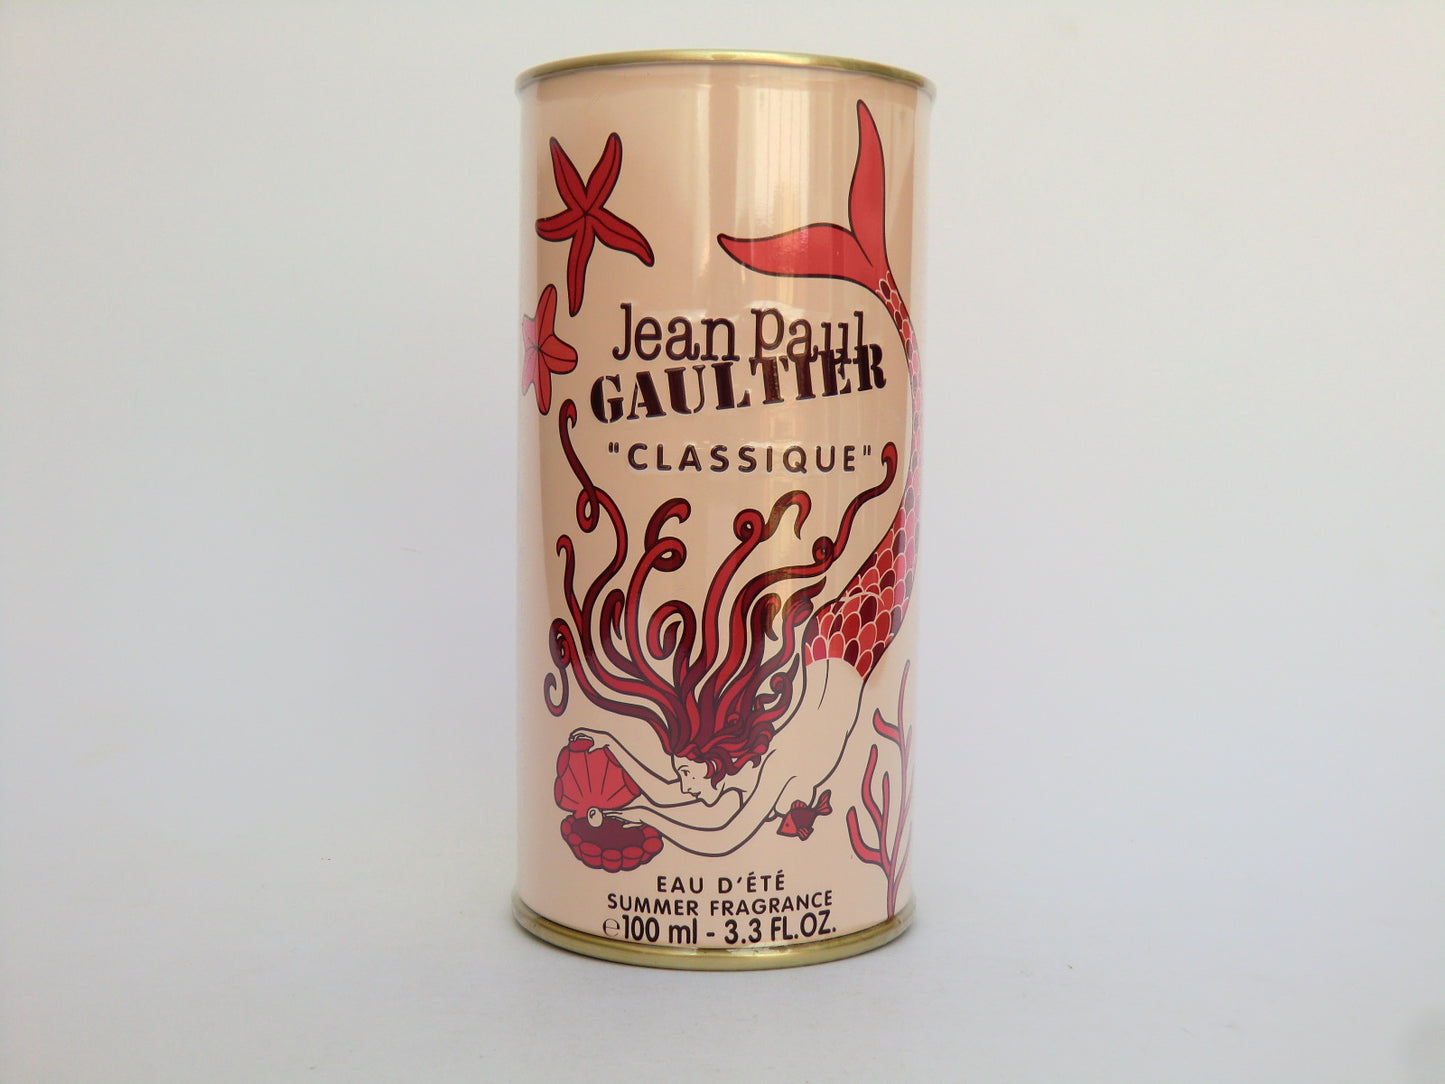 Jean Paul
GAULTIER
"CLASSIQUE"
EAU D'ÉTÉ
SUMMER FRAGRANCE
℮100 ml - 3.3 FL.OZ.